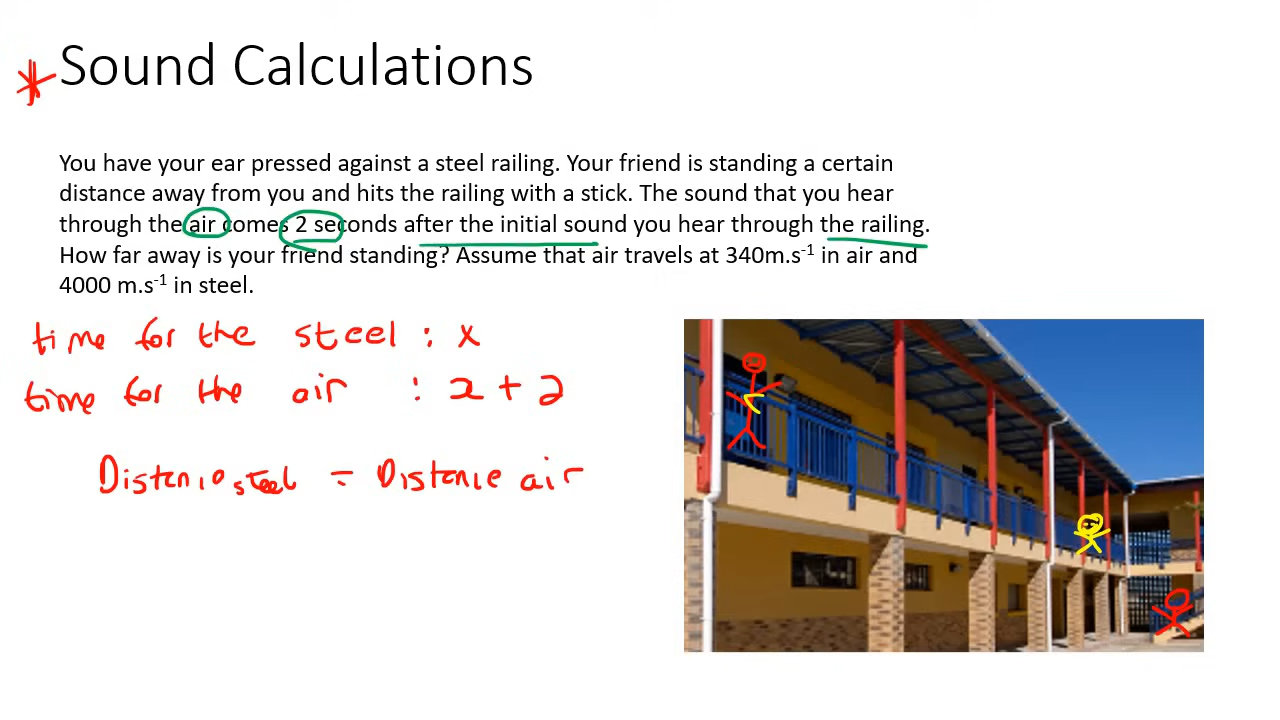 Sound Calculations
You have your ear pressed against a steel railing. Your friend is standing a certain
distance away from you and hits the railing with a stick. The sound that you hear
through the air comes 2 seconds after the initial sound you hear through the railing.
How far away is your friend standing? Assume that air travels at 340m.s⁻¹ in air and
4000 m.s⁻¹ in steel.
time for the steel : x
time for the air : x + 2
Distance steel = Distance air